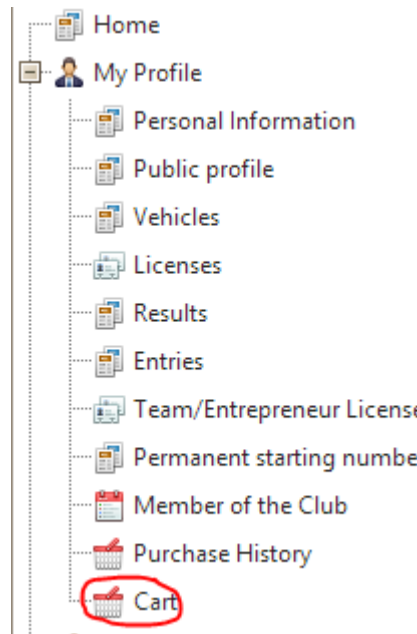 Home
My Profile
Personal Information
Public profile
Vehicles
Licenses
Results
Entries
Team/Entrepreneur License
Permanent starting numbe
Member of the Club
Purchase History
Cart